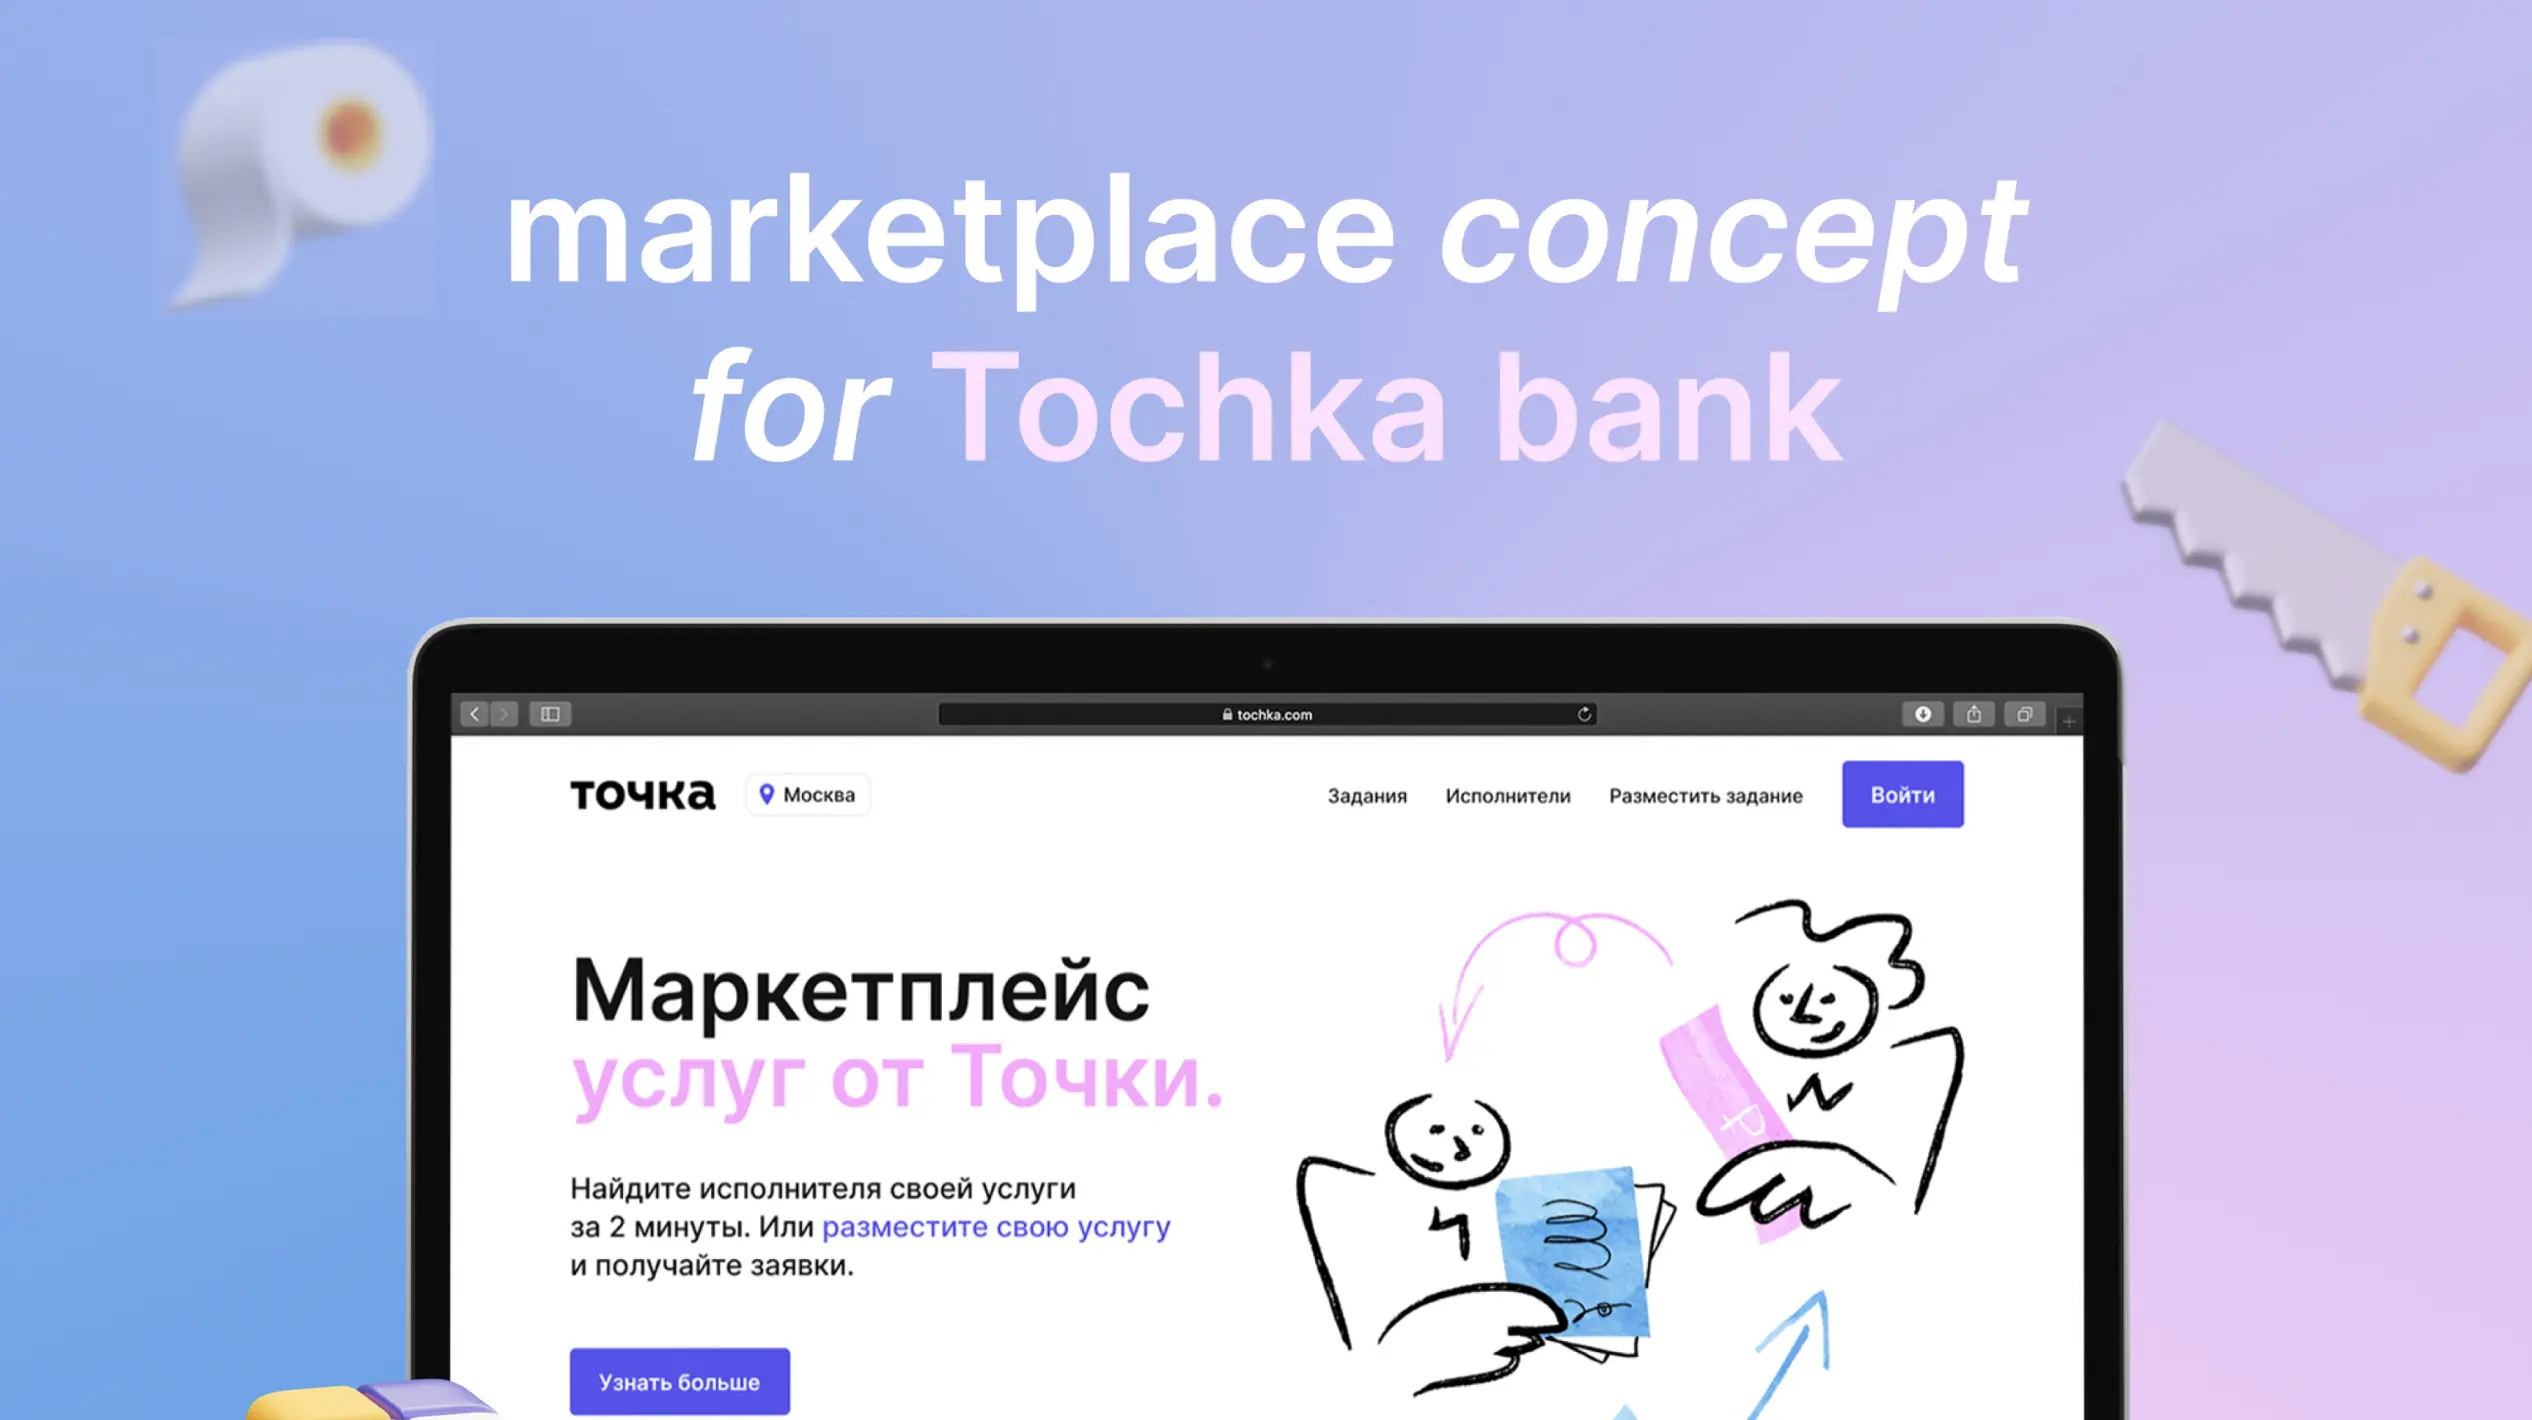 marketplace concept
for Tochka bank
tochka.com
точка
Москва
Задания
Исполнители
Разместить задание
Войти
Маркетплейс
услуг от Точки.
Найдите исполнителя своей услуги
за 2 минуты. Или разместите свою услугу
и получайте заявки.
Узнать больше
₽